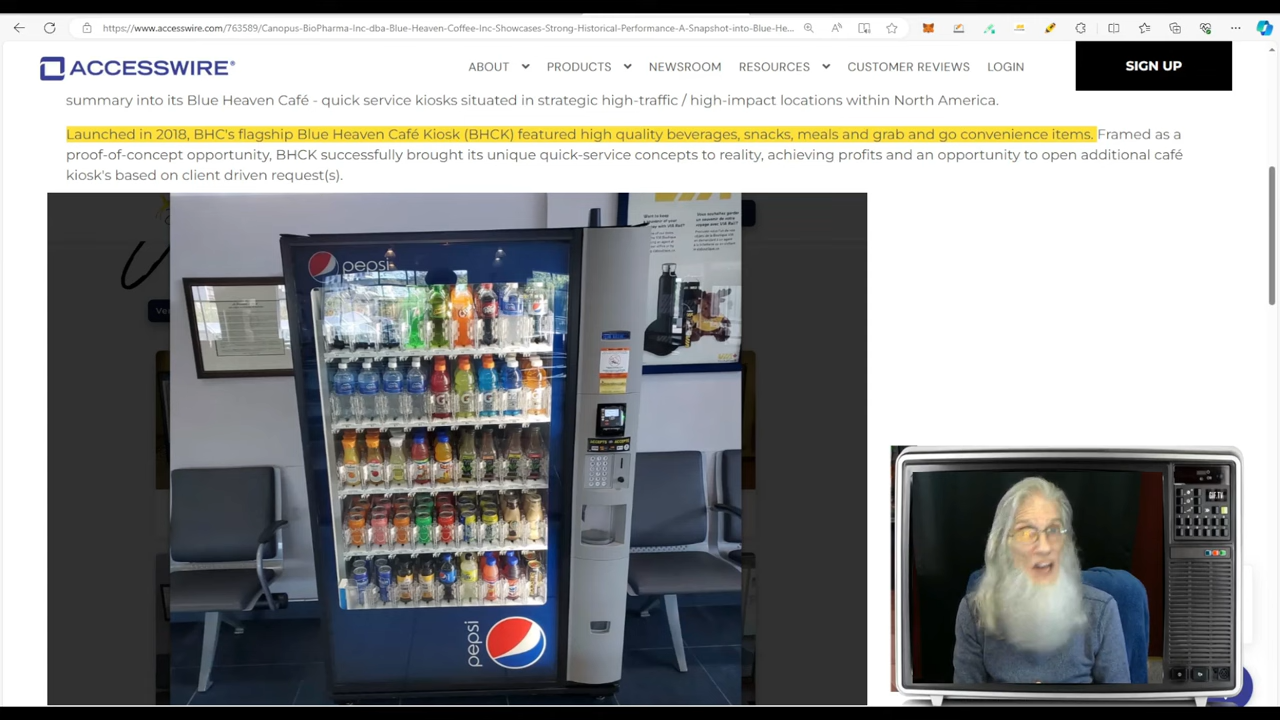 https://www.accesswire.com/763589/Canopus-BioPharma-Inc-dba-Blue-Heaven-Coffee-Inc-Showcases-Strong-Historical-Performance-A-Snapshot-into-Blue-He...
ACCESSWIRE®
ABOUT PRODUCTS NEWSROOM RESOURCES CUSTOMER REVIEWS LOGIN SIGN UP
summary into its Blue Heaven Café - quick service kiosks situated in strategic high-traffic / high-impact locations within North America.
Launched in 2018, BHC's flagship Blue Heaven Café Kiosk (BHCK) featured high quality beverages, snacks, meals and grab and go convenience items. Framed as a
proof-of-concept opportunity, BHCK successfully brought its unique quick-service concepts to reality, achieving profits and an opportunity to open additional café
kiosk's based on client driven request(s).
pepsi
pepsi